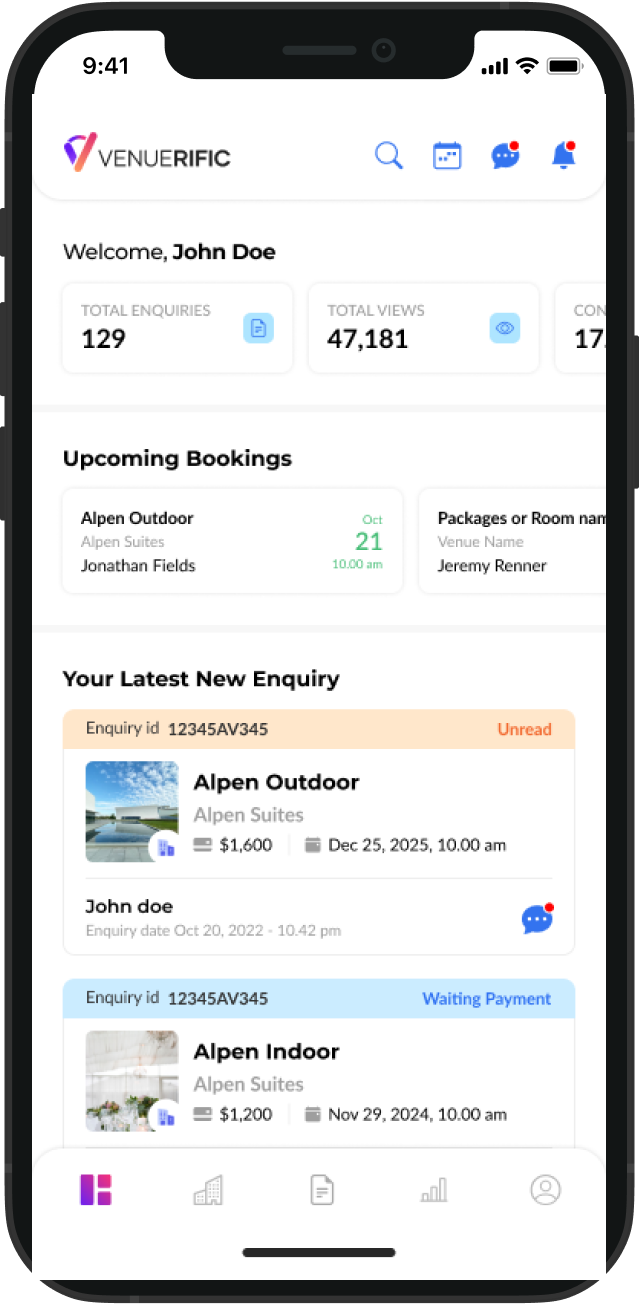 9:41
VENUERIFIC
Welcome, John Doe
TOTAL ENQUIRIES
129
TOTAL VIEWS
47,181
CON
17.
Upcoming Bookings
Alpen Outdoor
Alpen Suites
Jonathan Fields
Oct
21
10.00 am
Packages or Room nam
Venue Name
Jeremy Renner
Your Latest New Enquiry
Enquiry id 12345AV345 Unread
Alpen Outdoor
Alpen Suites
$1,600 Dec 25, 2025, 10.00 am
John doe
Enquiry date Oct 20, 2022 - 10.42 pm
Enquiry id 12345AV345 Waiting Payment
Alpen Indoor
Alpen Suites
$1,200 Nov 29, 2024, 10.00 am